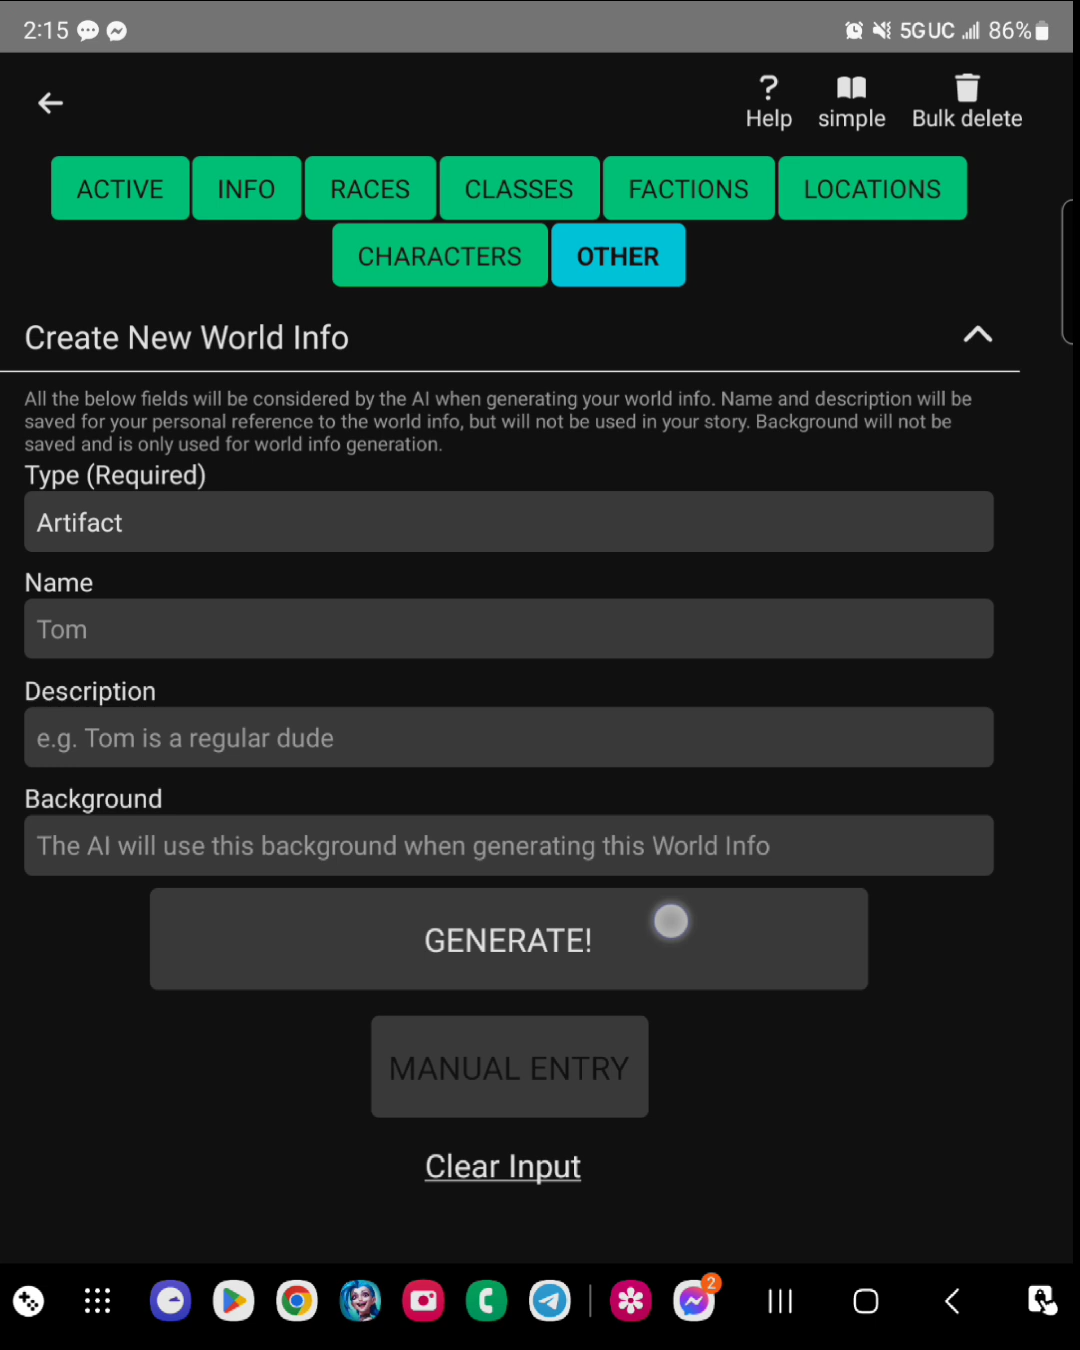 2:15
5G UC 86%
? Help
simple
Bulk delete
ACTIVE
INFO
RACES
CLASSES
FACTIONS
LOCATIONS
CHARACTERS
OTHER
Create New World Info
All the below fields will be considered by the AI when generating your world info. Name and description will be
saved for your personal reference to the world info, but will not be used in your story. Background will not be
saved and is only used for world info generation.
Type (Required)
Artifact
Name
Tom
Description
e.g. Tom is a regular dude
Background
The AI will use this background when generating this World Info
GENERATE!
MANUAL ENTRY
Clear Input
2